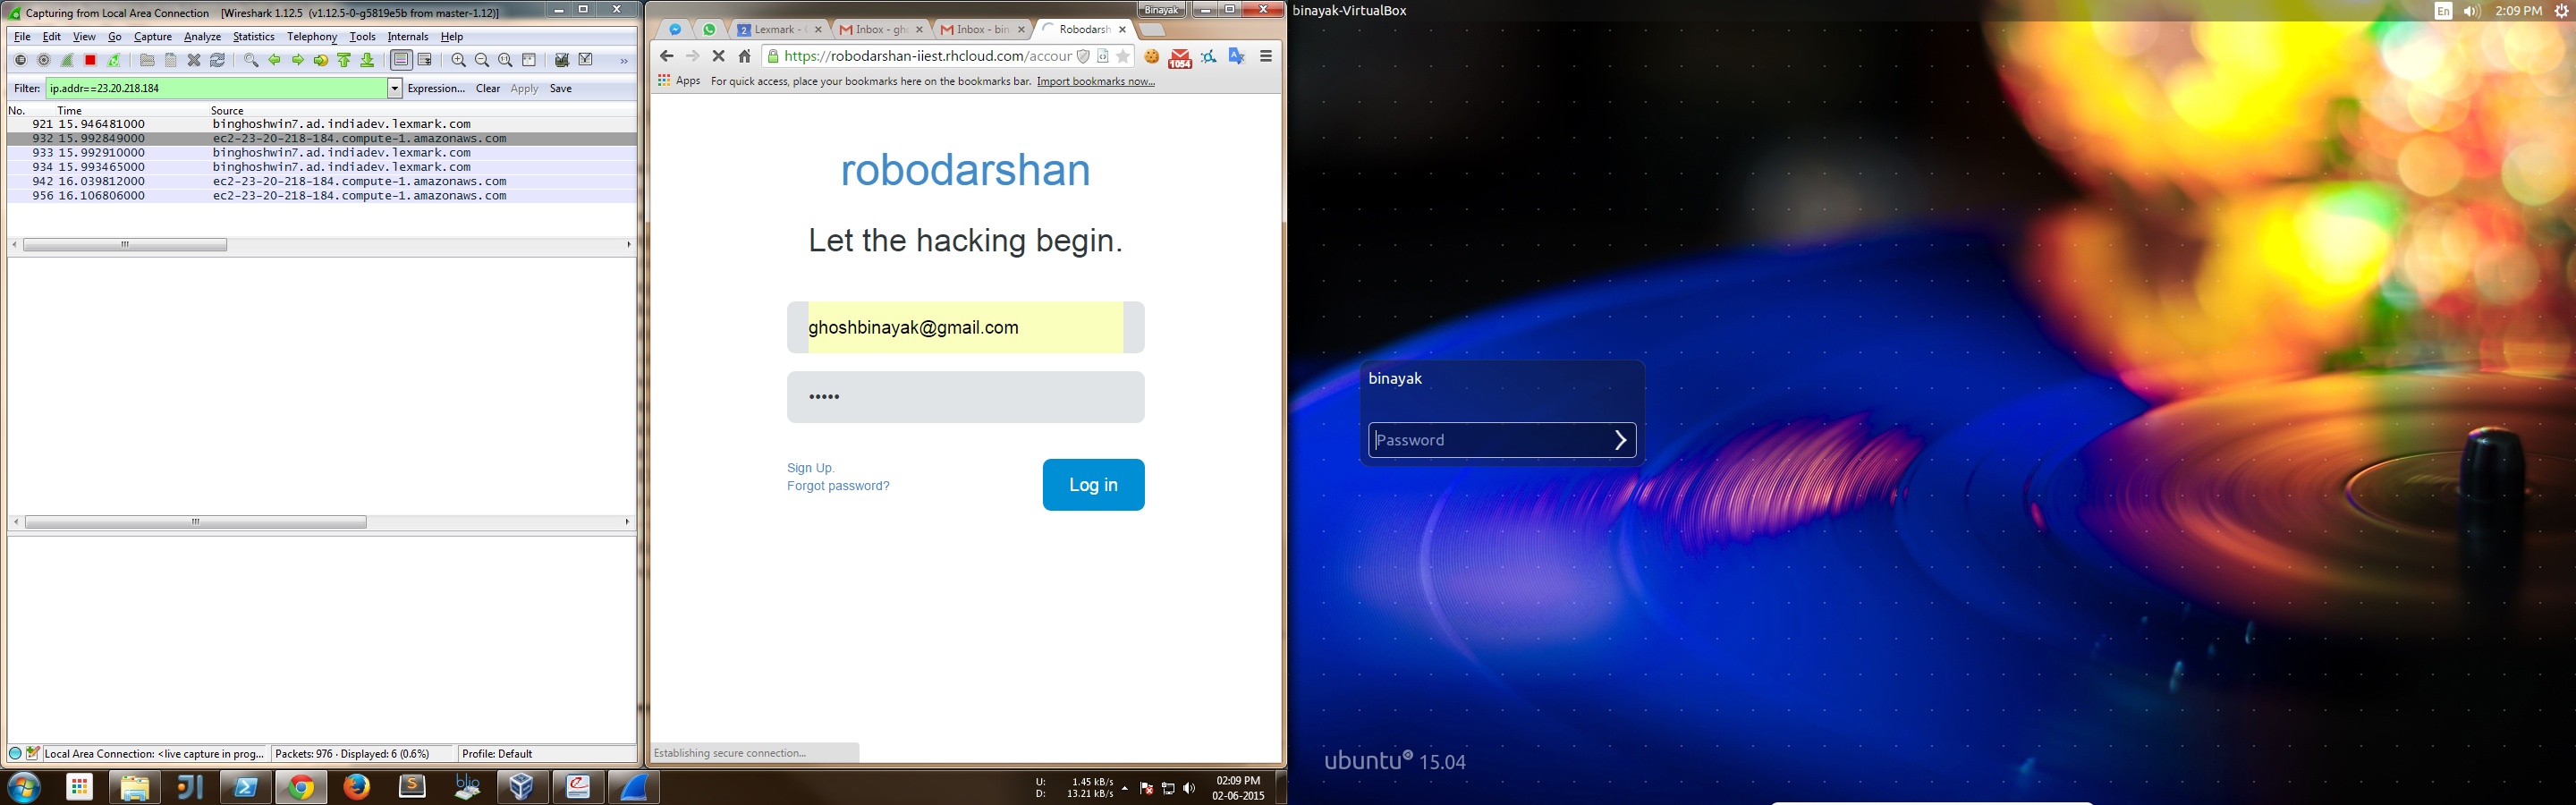 Capturing from Local Area Connection [Wireshark 1.12.5 (v1.12.5-0-g5819e5b from master-1.12)]
File Edit View Go Capture Analyze Statistics Telephony Tools Internals Help
Filter: ip.addr==23.20.218.184 Expression... Clear Apply Save
No. Time Source
921 15.946481000 binghoshwin7.ad.indiadev.lexmark.com
932 15.992849000 ec2-23-20-218-184.compute-1.amazonaws.com
933 15.992910000 binghoshwin7.ad.indiadev.lexmark.com
934 15.993465000 binghoshwin7.ad.indiadev.lexmark.com
942 16.039812000 ec2-23-20-218-184.compute-1.amazonaws.com
956 16.106806000 ec2-23-20-218-184.compute-1.amazonaws.com
Local Area Connection: <live capture in prog... Packets: 976 · Displayed: 6 (0.6%) Profile: Default
Binayak
Lexmark - Inbox - gh Inbox - bin Robodarsh
https://robodarshan-iiest.rhcloud.com/accour
1054
Apps For quick access, place your bookmarks here on the bookmarks bar. Import bookmarks now...
robodarshan
Let the hacking begin.
ghoshbinayak@gmail.com
•••••
Sign Up.
Forgot password?
Log in
Establishing secure connection...
U: 1.45 kB/s
D: 13.21 kB/s
02:09 PM
02-06-2015
binayak-VirtualBox
En 2:09 PM
binayak
Password
ubuntu 15.04